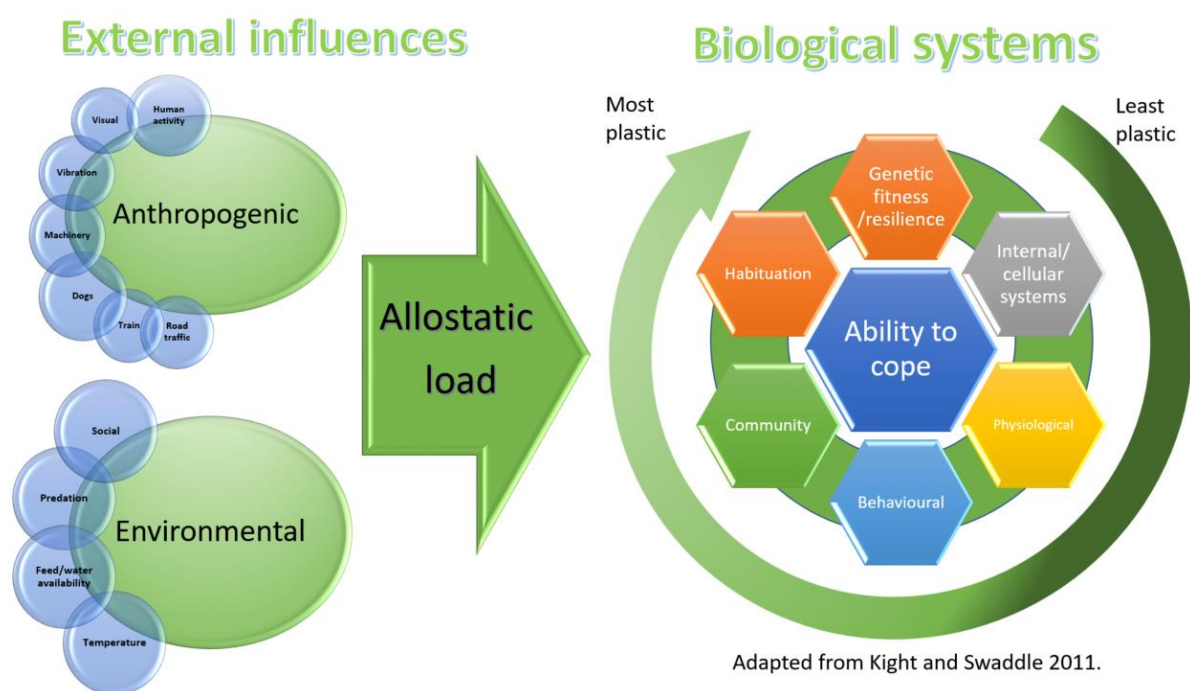 External influences
Biological systems
Visual
Human
activity
Vibration
Anthropogenic
Machinery
Dogs
Train
Road
traffic
Social
Predation
Environmental
Feed/water
availability
Temperature
Allostatic
load
Most
plastic
Least
plastic
Genetic
fitness
/resilience
Internal/
cellular
systems
Habituation
Ability to
cope
Community
Physiological
Behavioural
Adapted from Kight and Swaddle 2011.